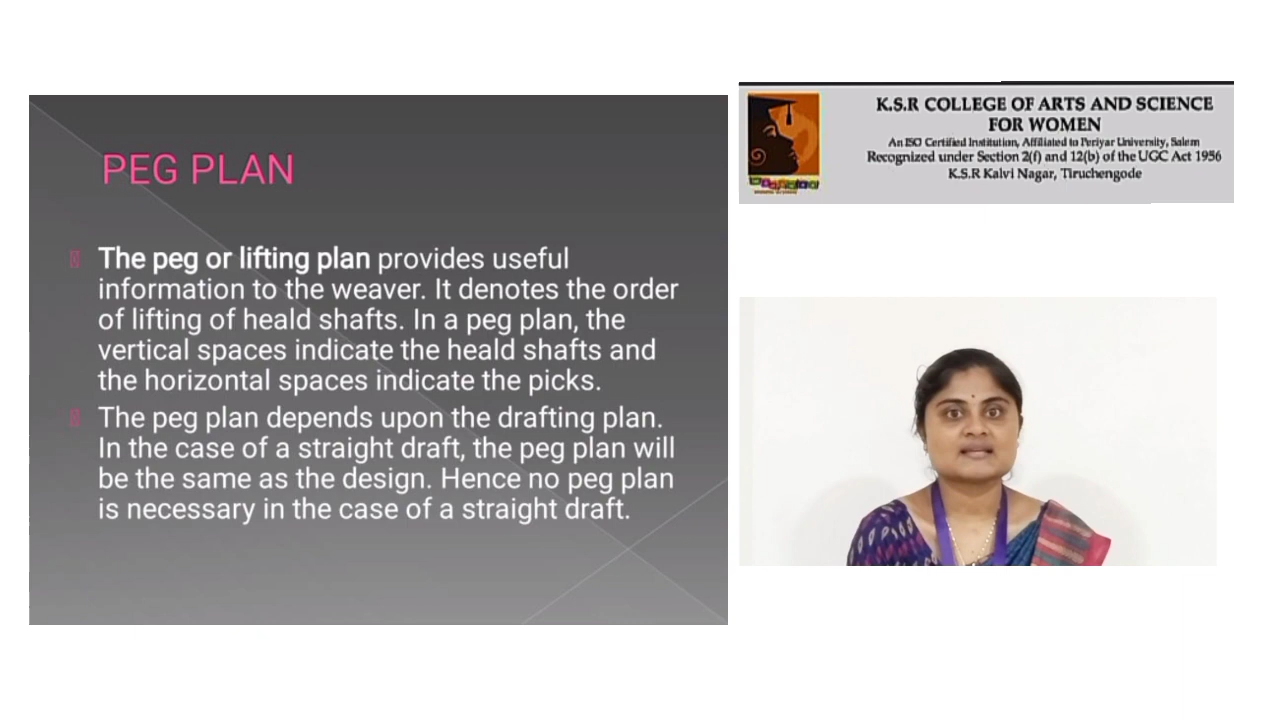 PEG PLAN
The peg or lifting plan provides useful
information to the weaver. It denotes the order
of lifting of heald shafts. In a peg plan, the
vertical spaces indicate the heald shafts and
the horizontal spaces indicate the picks.
The peg plan depends upon the drafting plan.
In the case of a straight draft, the peg plan will
be the same as the design. Hence no peg plan
is necessary in the case of a straight draft.
K.S.R COLLEGE OF ARTS AND SCIENCE
FOR WOMEN
An ISO Certified Institution, Affiliated to Periyar University, Salem
Recognized under Section 2(f) and 12(b) of the UGC Act 1956
K.S.R Kalvi Nagar, Tiruchengode